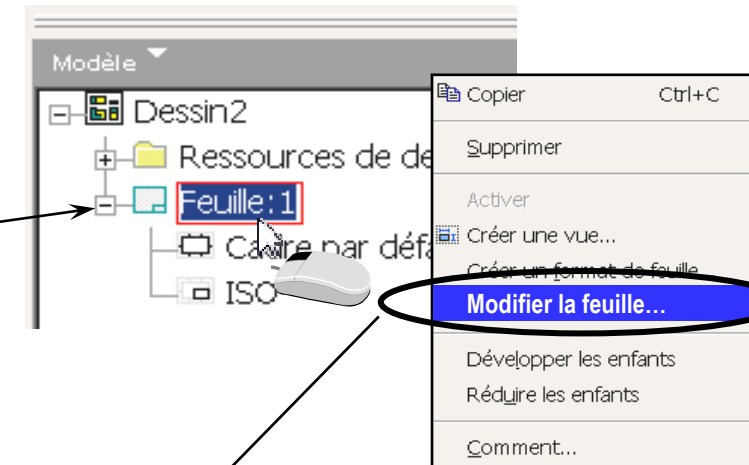 Modèle
Dessin2
Ressources de de
Feuille:1
Cadre par défa
ISO
Copier Ctrl+C
Supprimer
Activer
Créer une vue...
Créer un format de feuille
Modifier la feuille…
Développer les enfants
Réduire les enfants
Comment...